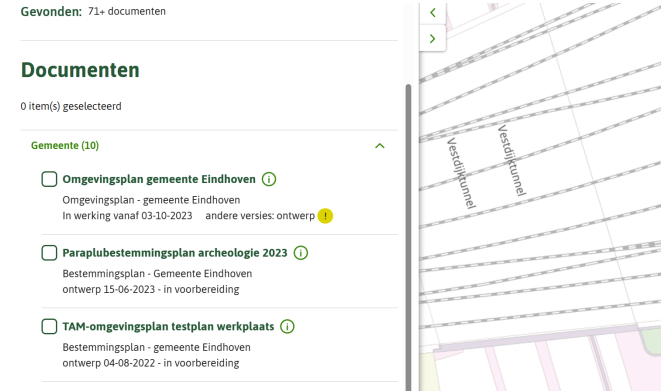 Gevonden: 71+ documenten
Documenten
0 item(s) geselecteerd
Gemeente (10)
Omgevingsplan gemeente Eindhoven
Omgevingsplan - gemeente Eindhoven
In werking vanaf 03-10-2023 andere versies: ontwerp !
Paraplubestemmingsplan archeologie 2023
Bestemmingsplan - Gemeente Eindhoven
ontwerp 15-06-2023 - in voorbereiding
TAM-omgevingsplan testplan werkplaats
Bestemmingsplan - gemeente Eindhoven
ontwerp 04-08-2022 - in voorbereiding
Vestdijktunnel
Vestdijktunnel